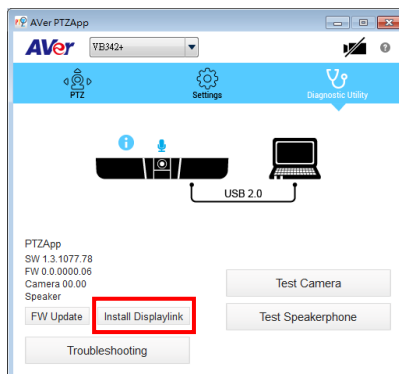 AVer PTZApp
AVer VB342+
PTZ Settings Diagnostic Utility
USB 2.0
PTZApp
SW 1.3.1077.78
FW 0.0.0000.06
Camera 00.00
Speaker
FW Update Install Displaylink
Troubleshooting
Test Camera
Test Speakerphone